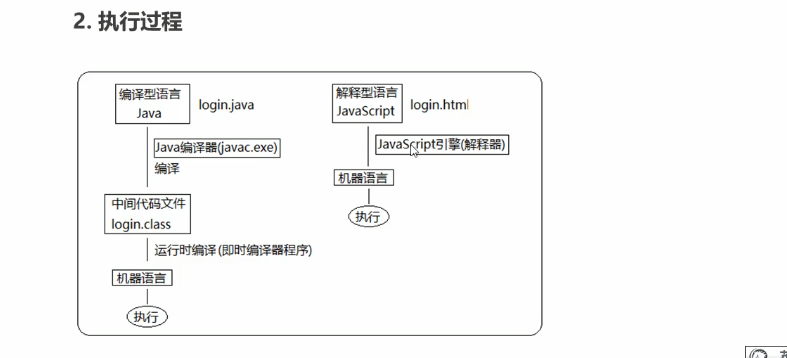 2. 执行过程
编译型语言
Java
login.java
Java编译器(javac.exe)
编译
中间代码文件
login.class
运行时编译(即时编译器程序)
机器语言
执行
解释型语言
JavaScript
login.html
JavaScript引擎(解释器)
机器语言
执行